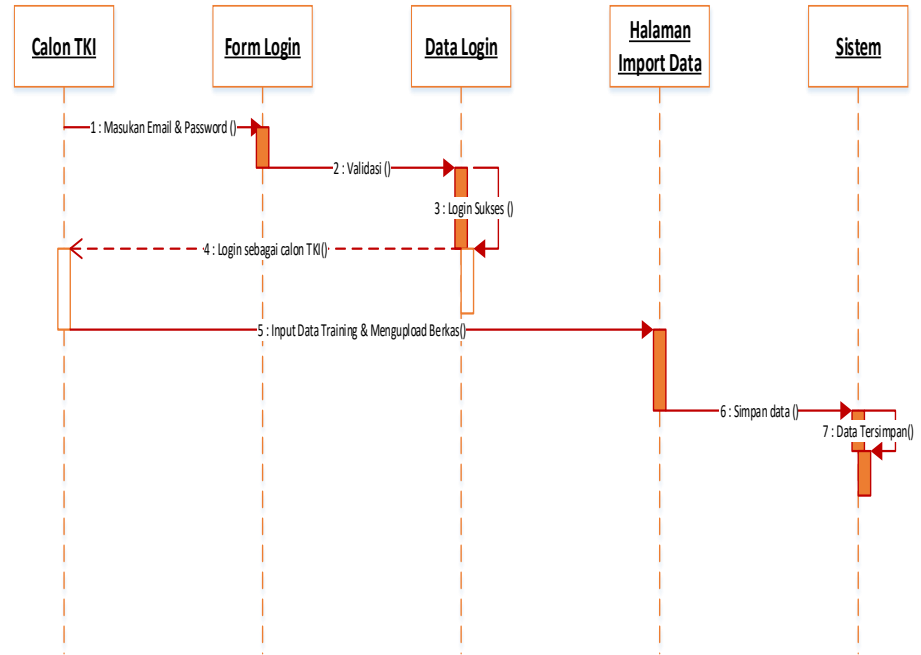 Calon TKI
Form Login
Data Login
Halaman
Import Data
Sistem
1 : Masukan Email & Password ()
2 : Validasi ()
3 : Login Sukses ()
4 : Login sebagai calon TKI()
5 : Input Data Training & Mengupload Berkas()
6 : Simpan data ()
7 : Data Tersimpan()